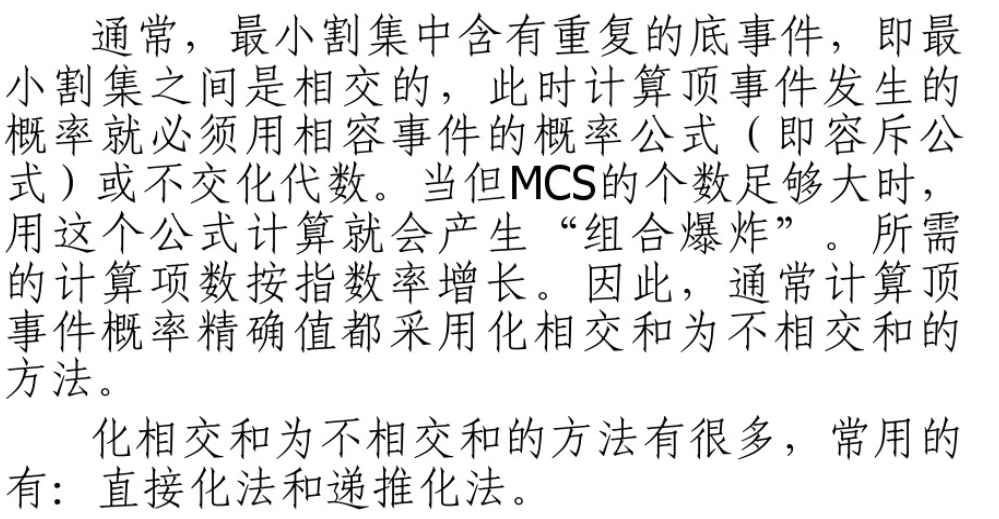 通常，最小割集中含有重复的底事件，即最
小割集之间是相交的，此时计算顶事件发生的
概率就必须用相容事件的概率公式（即容斥公
式）或不交化代数。当但MCS的个数足够大时，
用这个公式计算就会产生“组合爆炸”。所需
的计算项数按指数率增长。因此，通常计算顶
事件概率精确值都采用化相交和为不相交和的
方法。
化相交和为不相交和的方法有很多，常用的
有：直接化法和递推化法。